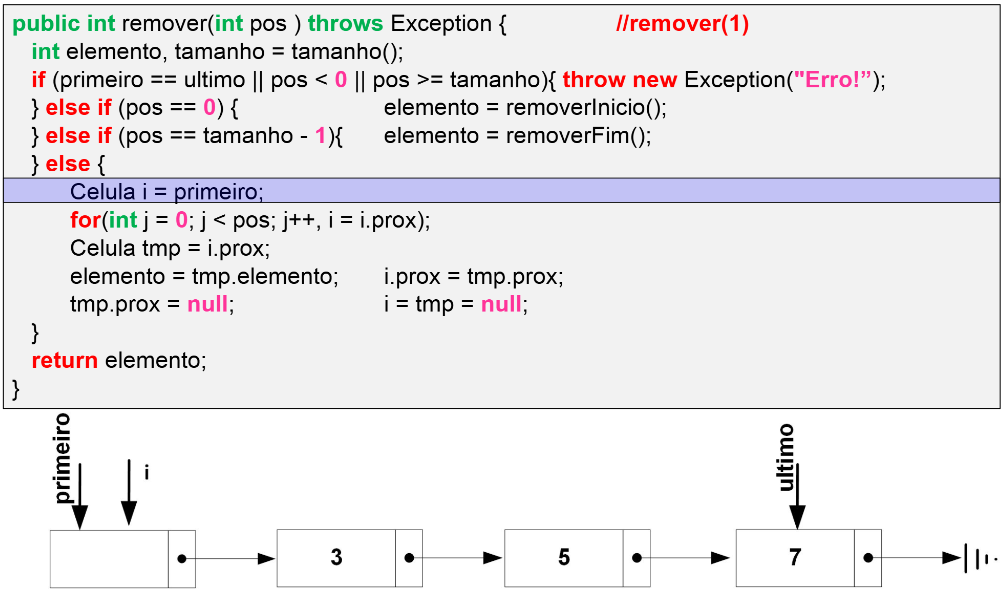 public int remover(int pos ) throws Exception { //remover(1)
int elemento, tamanho = tamanho();
if (primeiro == ultimo || pos < 0 || pos >= tamanho){ throw new Exception("Erro!”);
} else if (pos == 0) { elemento = removerInicio();
} else if (pos == tamanho - 1){ elemento = removerFim();
} else {
Celula i = primeiro;
for(int j = 0; j < pos; j++, i = i.prox);
Celula tmp = i.prox;
elemento = tmp.elemento; i.prox = tmp.prox;
tmp.prox = null; i = tmp = null;
}
return elemento;
}
primeiro
i
ultimo
3 5 7